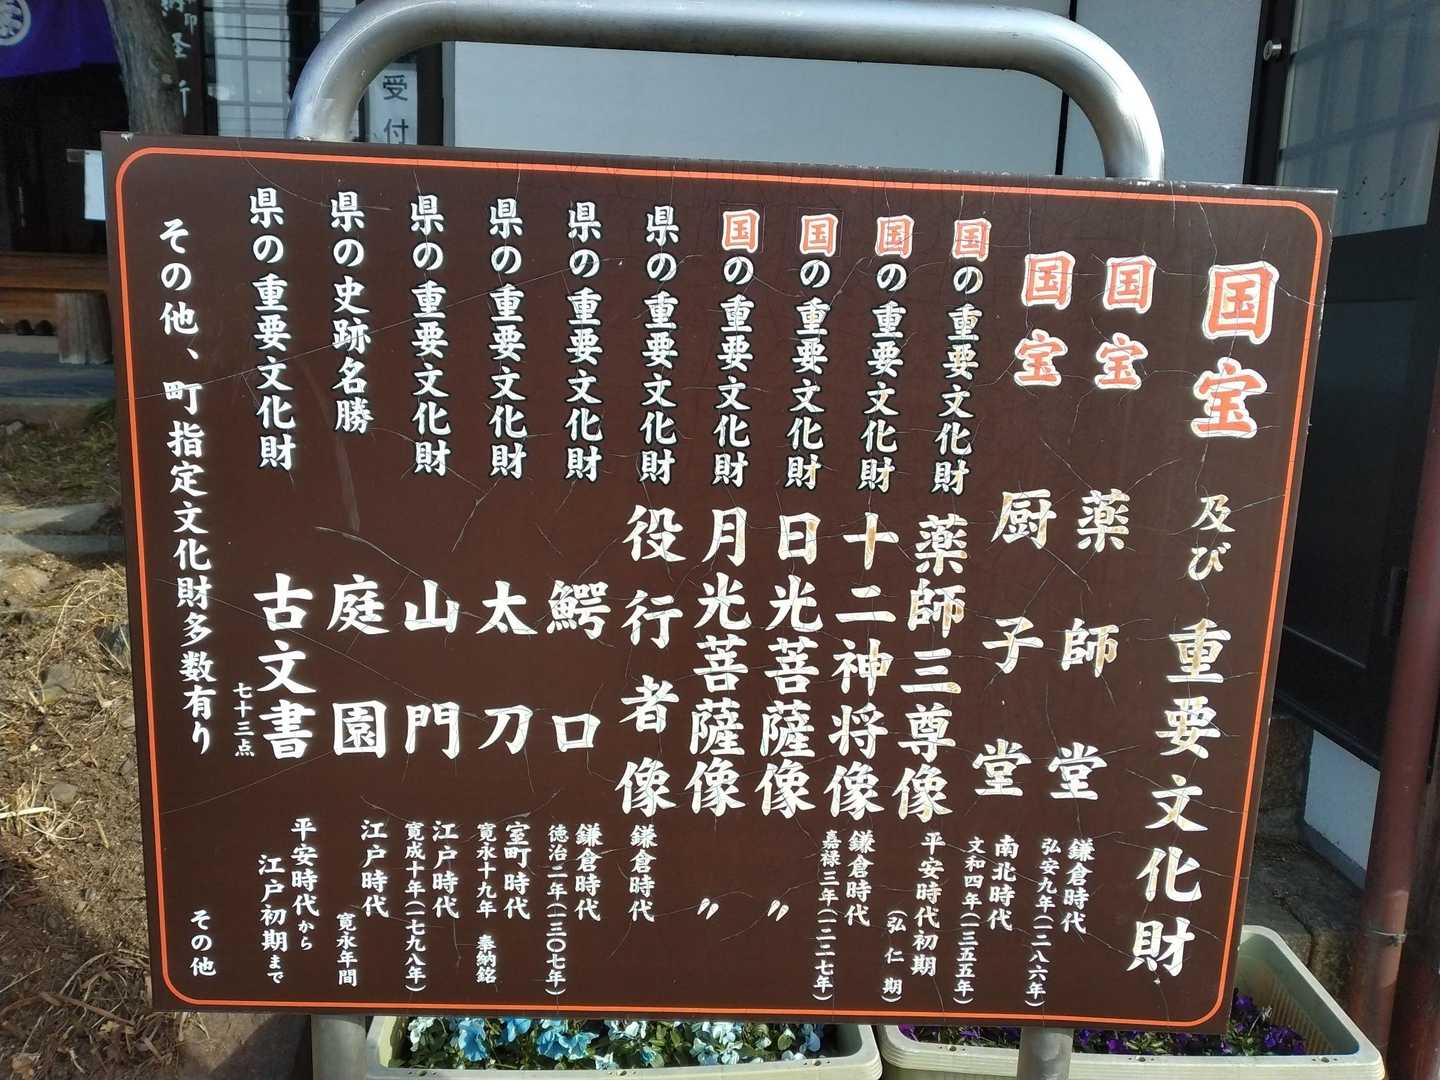 国宝 及び 重要文化財
国宝 薬師堂 鎌倉時代 弘安九年(一二八六年)
国宝 厨子堂 南北時代 文和四年(一三五五年)
国の重要文化財 薬師三尊像 平安時代初期 (弘仁期)
国の重要文化財 十二神将像 鎌倉時代 嘉禄三年(一二二七年)
国の重要文化財 日光菩薩像 〃
国の重要文化財 月光菩薩像 〃
県の重要文化財 役行者像 鎌倉時代
県の重要文化財 鰐口 鎌倉時代 徳治二年(一三〇七年)
県の重要文化財 太刀 室町時代 寛永十九年 奉納銘
県の重要文化財 山門 江戸時代 寛成十年(一七九八年)
県の史跡名勝 庭園 江戸時代 寛永年間
県の重要文化財 古文書 七十三点 平安時代から 江戸初期まで
その他、町指定文化財多数有り その他
受付